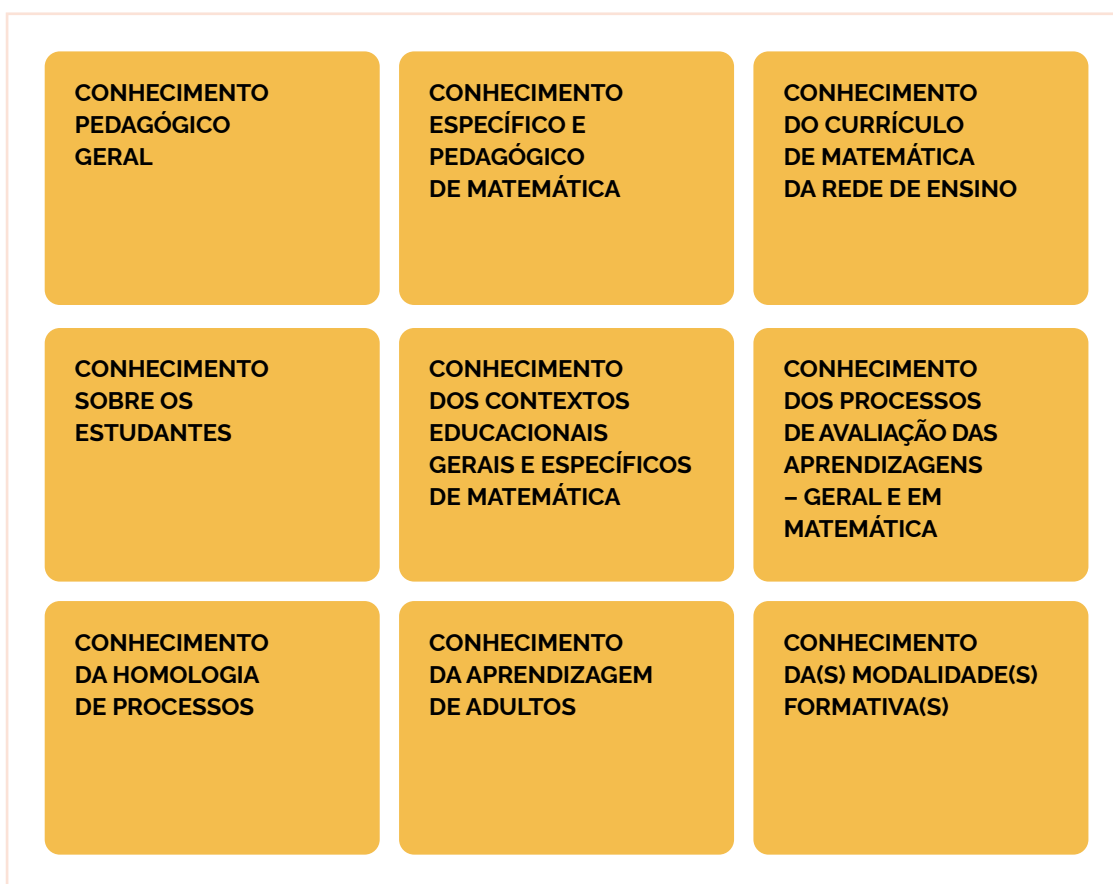 CONHECIMENTO
PEDAGÓGICO
GERAL
CONHECIMENTO
ESPECÍFICO E
PEDAGÓGICO
DE MATEMÁTICA
CONHECIMENTO
DO CURRÍCULO
DE MATEMÁTICA
DA REDE DE ENSINO
CONHECIMENTO
SOBRE OS
ESTUDANTES
CONHECIMENTO
DOS CONTEXTOS
EDUCACIONAIS
GERAIS E ESPECÍFICOS
DE MATEMÁTICA
CONHECIMENTO
DOS PROCESSOS
DE AVALIAÇÃO DAS
APRENDIZAGENS
– GERAL E EM
MATEMÁTICA
CONHECIMENTO
DA HOMOLOGIA
DE PROCESSOS
CONHECIMENTO
DA APRENDIZAGEM
DE ADULTOS
CONHECIMENTO
DA(S) MODALIDADE(S)
FORMATIVA(S)